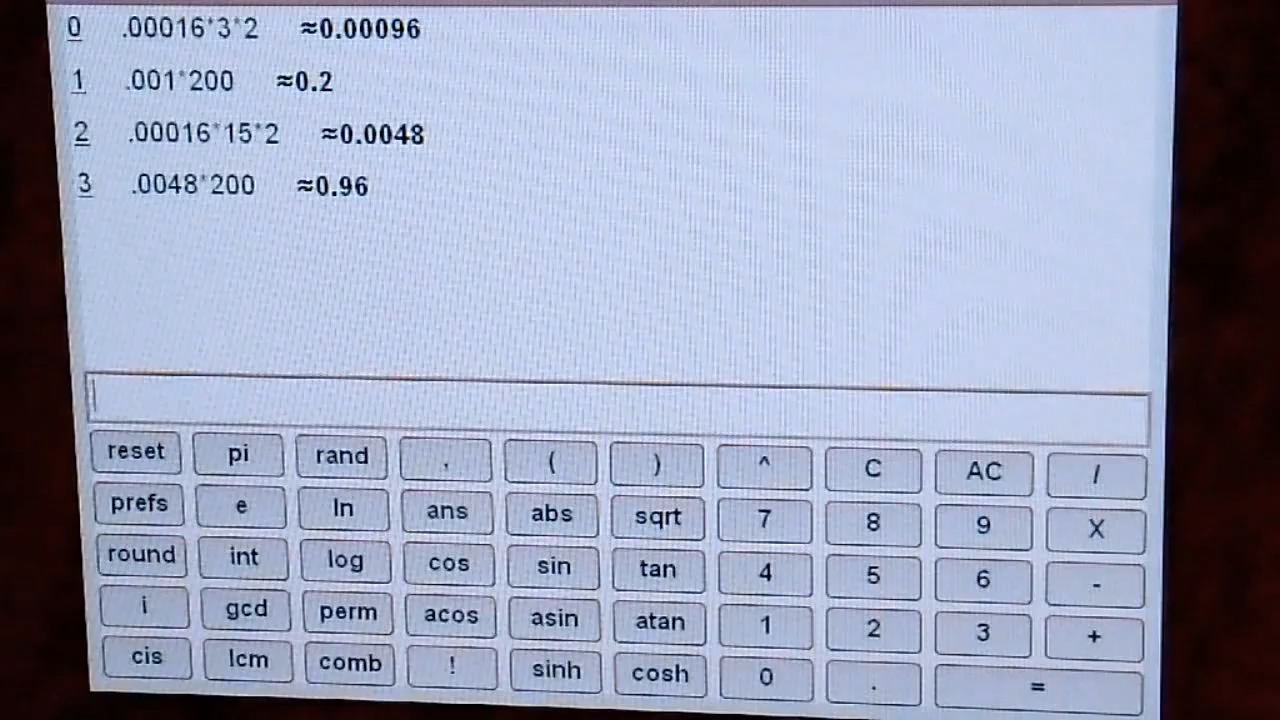 0 .00016*3*2 ≈0.00096
1 .001*200 ≈0.2
2 .00016*15*2 ≈0.0048
3 .0048*200 ≈0.96
reset pi rand , ( ) ^ C AC /
prefs e ln ans abs sqrt 7 8 9 X
round int log cos sin tan 4 5 6 -
i gcd perm acos asin atan 1 2 3 +
cis lcm comb ! sinh cosh 0 . =